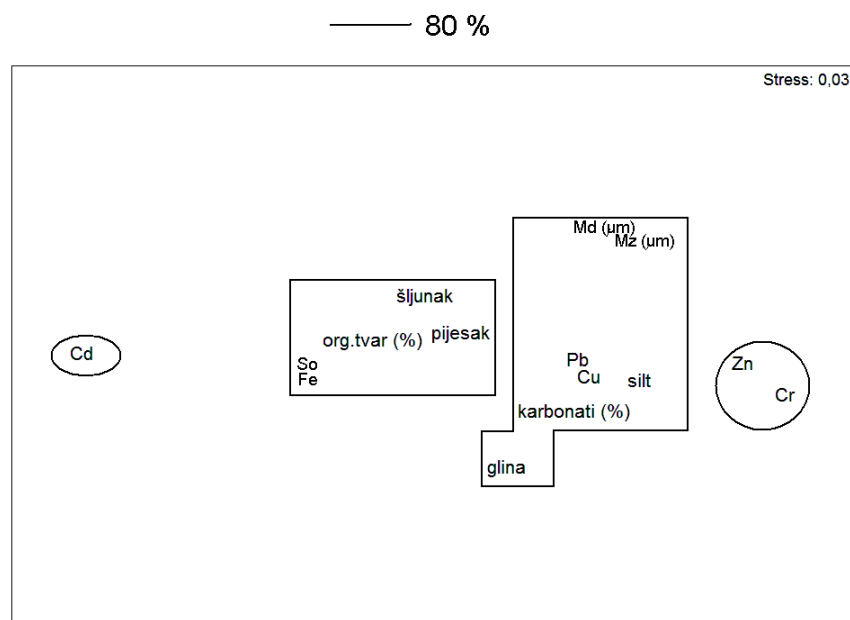 80 %
Stress: 0,03
Md (µm)
Mz (µm)
šljunak
pijesak
org.tvar (%)
Cd
So
Fe
Pb
Cu
silt
Zn
Cr
karbonati (%)
glina